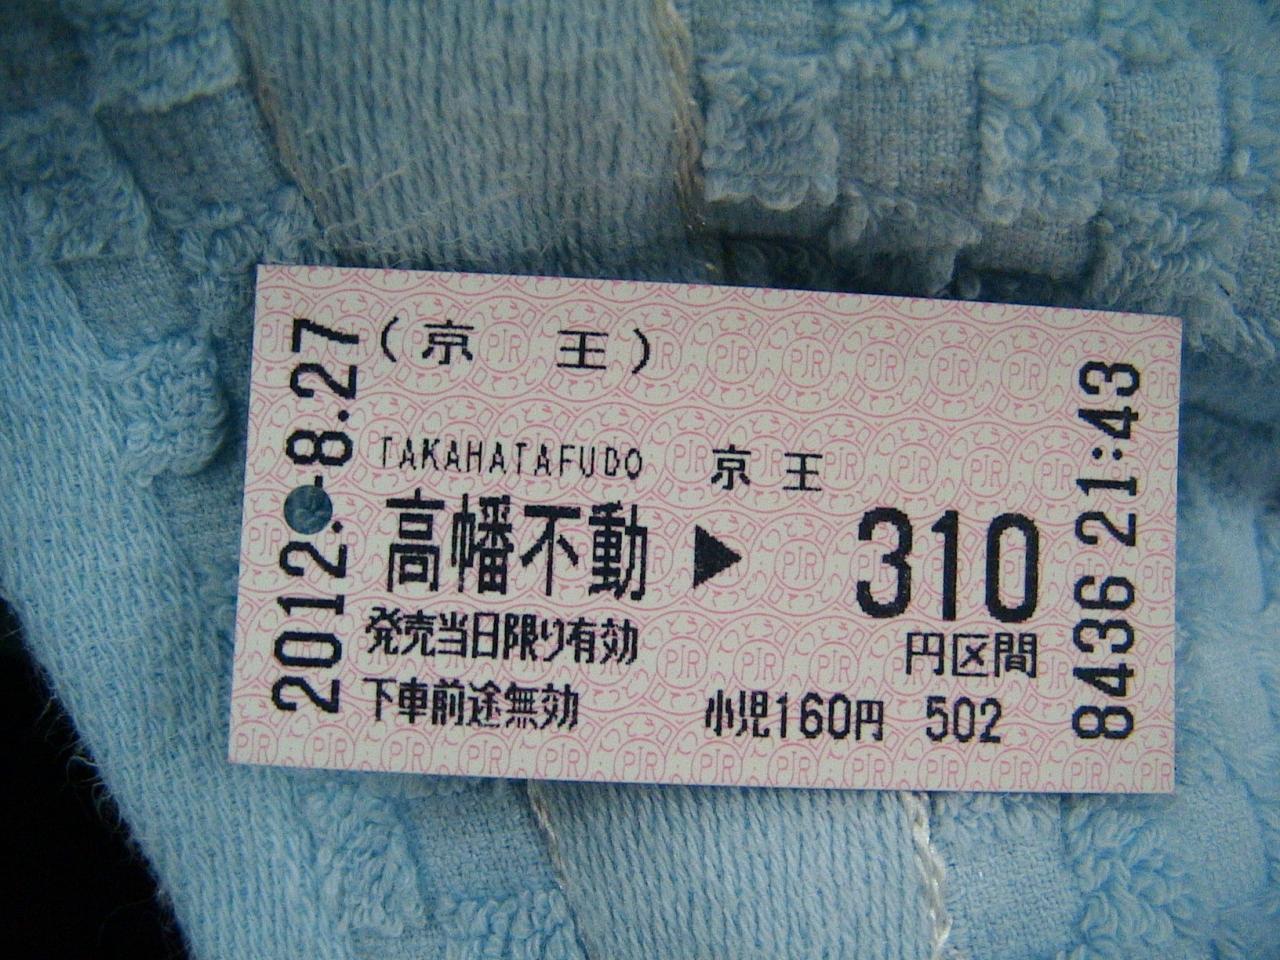 (京 王)
TAKAHATAFUDO 京王
高幡不動 ▶ 310
発売当日限り有効 円区間
下車前途無効 小児160円 502
2012.-8.27
8436 21:43